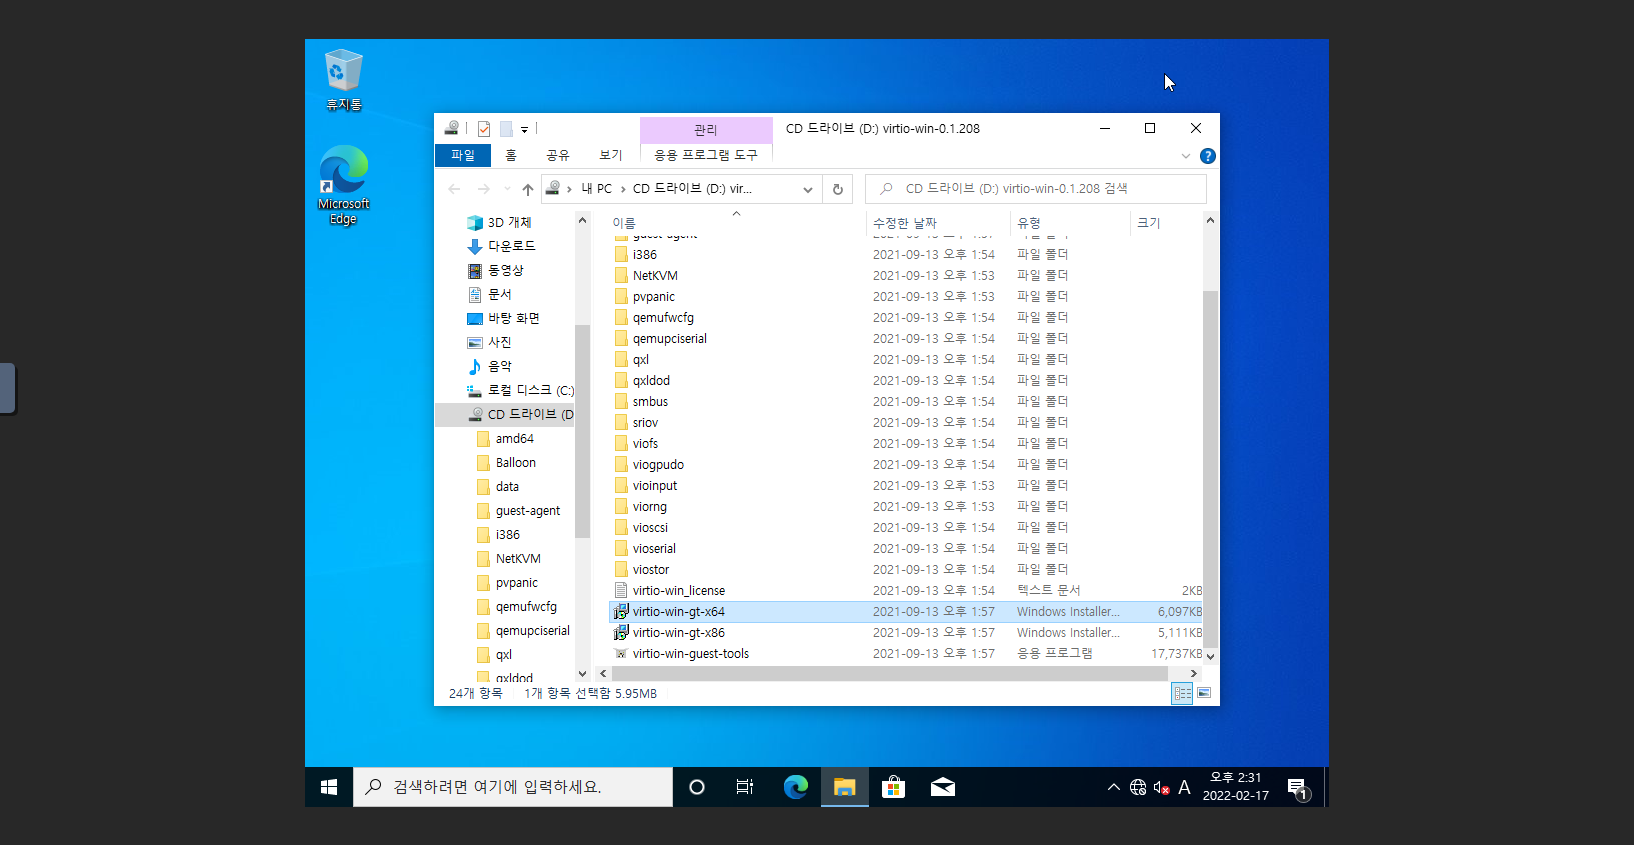 휴지통
Microsoft
Edge
관리
CD 드라이브 (D:) virtio-win-0.1.208
파일
홈
공유
보기
응용 프로그램 도구
내 PC
CD 드라이브 (D:) vir...
CD 드라이브 (D:) virtio-win-0.1.208 검색
3D 개체
다운로드
동영상
문서
바탕 화면
사진
음악
로컬 디스크 (C:)
CD 드라이브 (D
amd64
Balloon
data
guest-agent
i386
NetKVM
pvpanic
qemufwcfg
qemupciserial
qxl
qxldod
이름 수정한 날짜 유형 크기
guest-agent
i386 2021-09-13 오후 1:54 파일 폴더
NetKVM 2021-09-13 오후 1:53 파일 폴더
pvpanic 2021-09-13 오후 1:53 파일 폴더
qemufwcfg 2021-09-13 오후 1:54 파일 폴더
qemupciserial 2021-09-13 오후 1:54 파일 폴더
qxl 2021-09-13 오후 1:54 파일 폴더
qxldod 2021-09-13 오후 1:54 파일 폴더
smbus 2021-09-13 오후 1:54 파일 폴더
sriov 2021-09-13 오후 1:54 파일 폴더
viofs 2021-09-13 오후 1:54 파일 폴더
viogpudo 2021-09-13 오후 1:54 파일 폴더
vioinput 2021-09-13 오후 1:53 파일 폴더
viorng 2021-09-13 오후 1:53 파일 폴더
vioscsi 2021-09-13 오후 1:54 파일 폴더
vioserial 2021-09-13 오후 1:54 파일 폴더
viostor 2021-09-13 오후 1:54 파일 폴더
virtio-win_license 2021-09-13 오후 1:54 텍스트 문서 2KB
virtio-win-gt-x64 2021-09-13 오후 1:57 Windows Installer... 6,097KB
virtio-win-gt-x86 2021-09-13 오후 1:57 Windows Installer... 5,111KB
virtio-win-guest-tools 2021-09-13 오후 1:57 응용 프로그램 17,737KB
24개 항목 1개 항목 선택함 5.95MB
검색하려면 여기에 입력하세요.
A
오후 2:31
2022-02-17
1